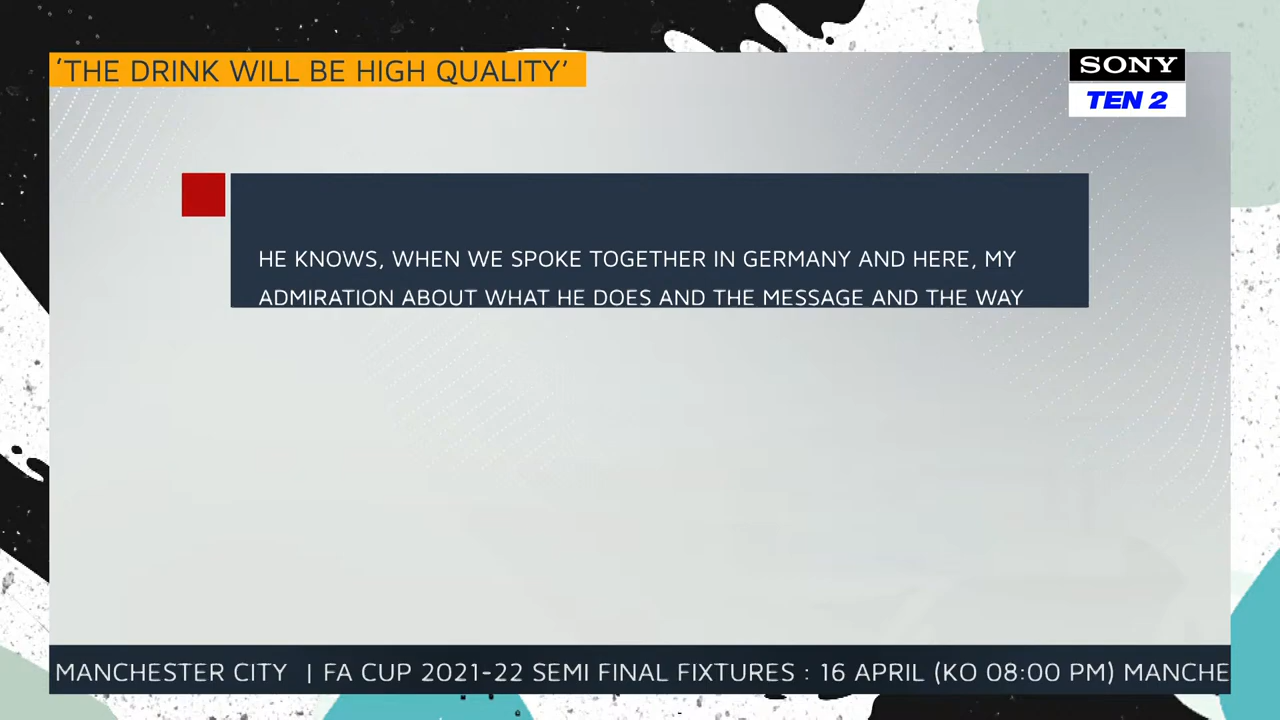 ‘THE DRINK WILL BE HIGH QUALITY’
SONY
TEN 2
HE KNOWS, WHEN WE SPOKE TOGETHER IN GERMANY AND HERE, MY
ADMIRATION ABOUT WHAT HE DOES AND THE MESSAGE AND THE WAY
MANCHESTER CITY | FA CUP 2021-22 SEMI FINAL FIXTURES : 16 APRIL (KO 08:00 PM) MANCHE